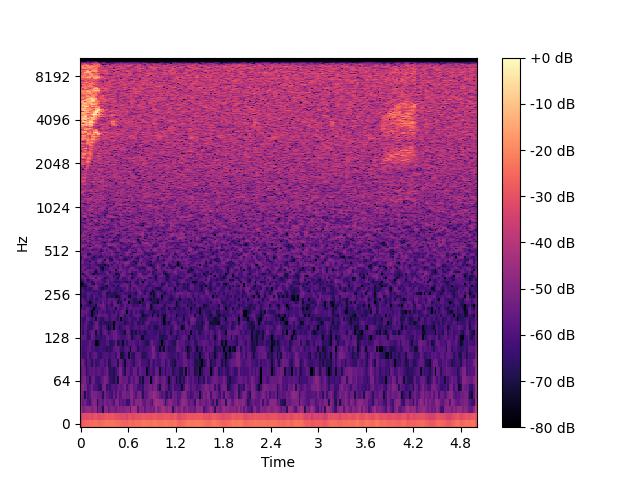 Hz
8192
4096
2048
1024
512
256
128
64
0
0 0.6 1.2 1.8 2.4 3 3.6 4.2 4.8
Time
+0 dB
-10 dB
-20 dB
-30 dB
-40 dB
-50 dB
-60 dB
-70 dB
-80 dB